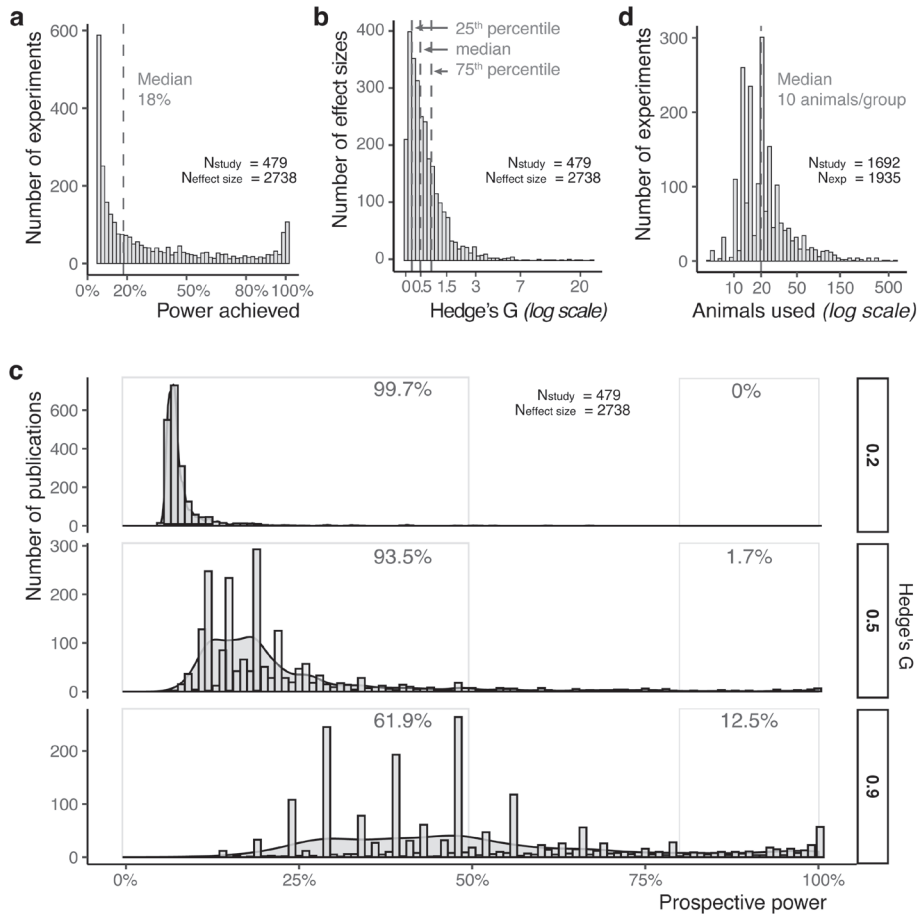 a
Number of experiments
600
400
200
0
Median
18%
Nstudy = 479
Neffect size = 2738
0% 20% 50% 80% 100%
Power achieved
b
Number of effect sizes
400
300
200
100
0
25th percentile
median
75th percentile
Nstudy = 479
Neffect size = 2738
0 0.5 1.5 3 7 20
Hedge's G (log scale)
d
Number of experiments
300
200
100
0
Median
10 animals/group
Nstudy = 1692
Nexp = 1935
10 20 50 150 500
Animals used (log scale)
c
Number of publications
600
400
200
0
99.7%
Nstudy = 479
Neffect size = 2738
0%
0.2
300
200
100
0
93.5%
1.7%
0.5
Hedge's G
200
100
0
61.9%
12.5%
0.9
0% 25% 50% 75% 100%
Prospective power